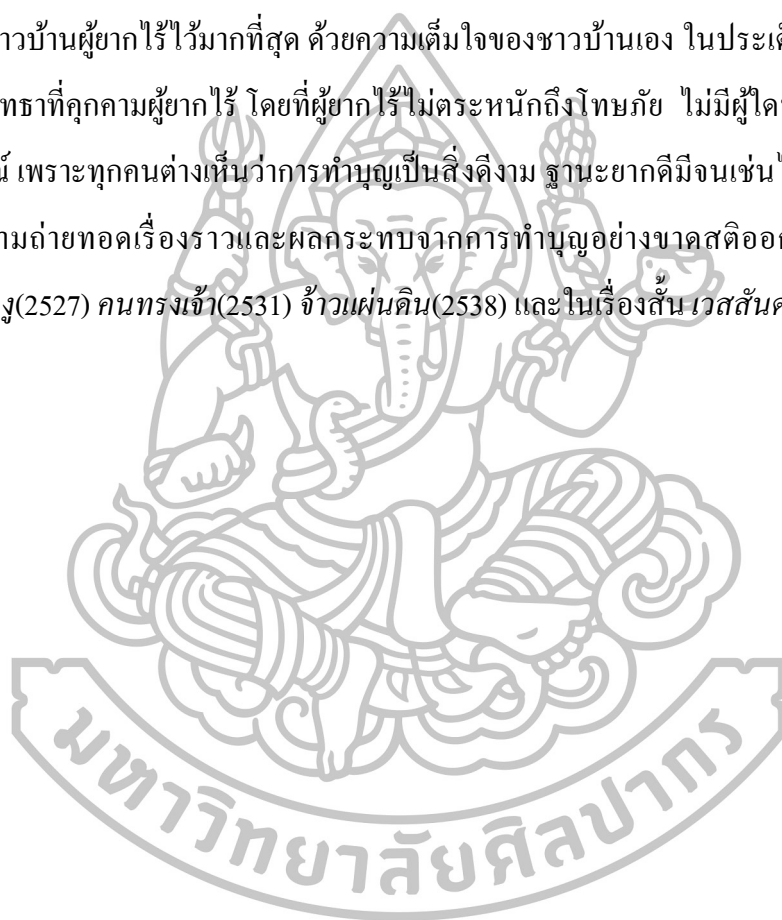 าวบ้านผู้ยากไร้ไว้มากที่สุด ด้วยความเต็มใจของชาวบ้านเอง ในประเด็
ทธาที่คุกคามผู้ยากไร้ โดยที่ผู้ยากไร้ไม่ตระหนักถึงโทษภัย ไม่มีผู้ใด
น์ เพราะทุกคนต่างเห็นว่าการทำบุญเป็นสิ่งดีงาม ฐานะยากดีมีจนเช่น
ามถ่ายทอดเรื่องราวและผลกระทบจากการทำบุญอย่างขาดสติออก
งู(2527) คนทรงเจ้า(2531) จ้าวแผ่นดิน(2538) และในเรื่องสั้น เวสสันด
มหาวิทยาลัยศิลปากร